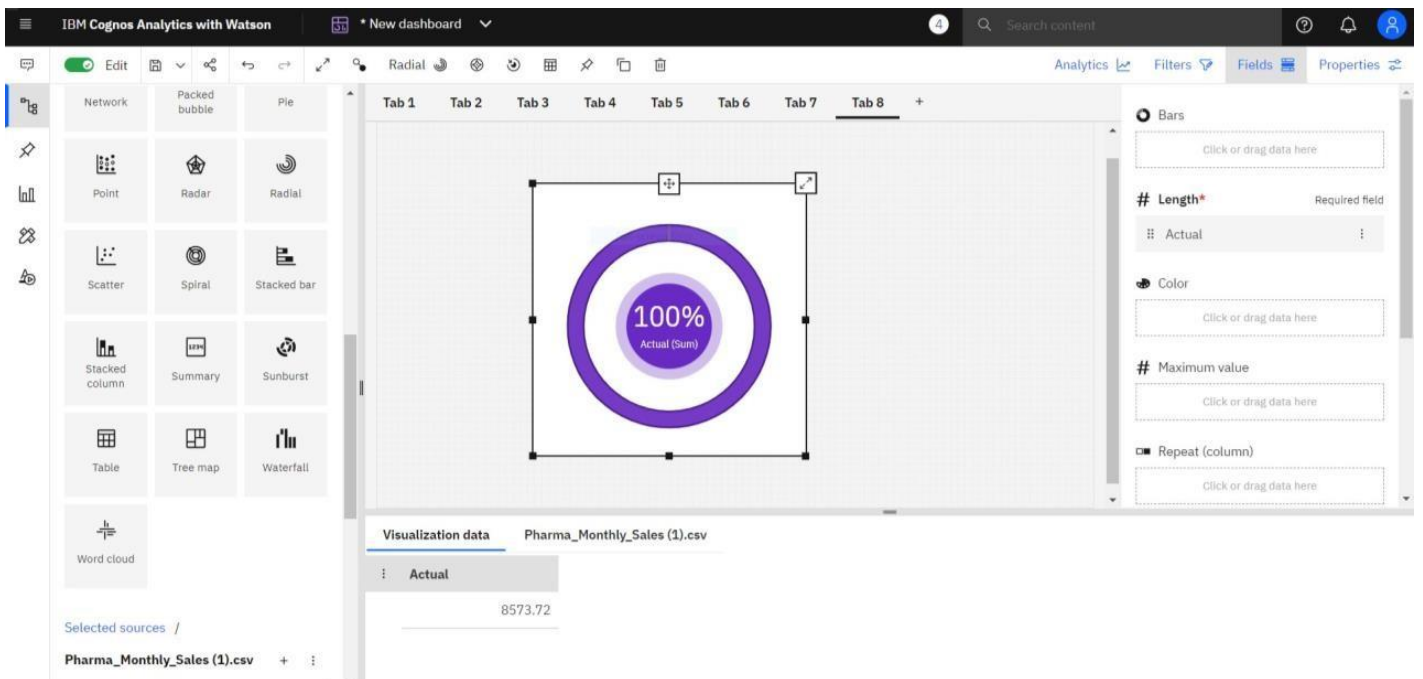 IBM Cognos Analytics with Watson
* New dashboard
4
Search content
Edit
Radial
Analytics
Filters
Fields
Properties
Network
Packed
bubble
Pie
Point
Radar
Radial
Scatter
Spiral
Stacked bar
Stacked
column
Summary
Sunburst
Table
Tree map
Waterfall
Word cloud
Selected sources /
Pharma_Monthly_Sales (1).csv
Tab 1
Tab 2
Tab 3
Tab 4
Tab 5
Tab 6
Tab 7
Tab 8
+
100%
Actual (Sum)
Bars
Click or drag data here
# Length*
Required field
Actual
Color
Click or drag data here
# Maximum value
Click or drag data here
Repeat (column)
Click or drag data here
Visualization data
Pharma_Monthly_Sales (1).csv
Actual
8573.72